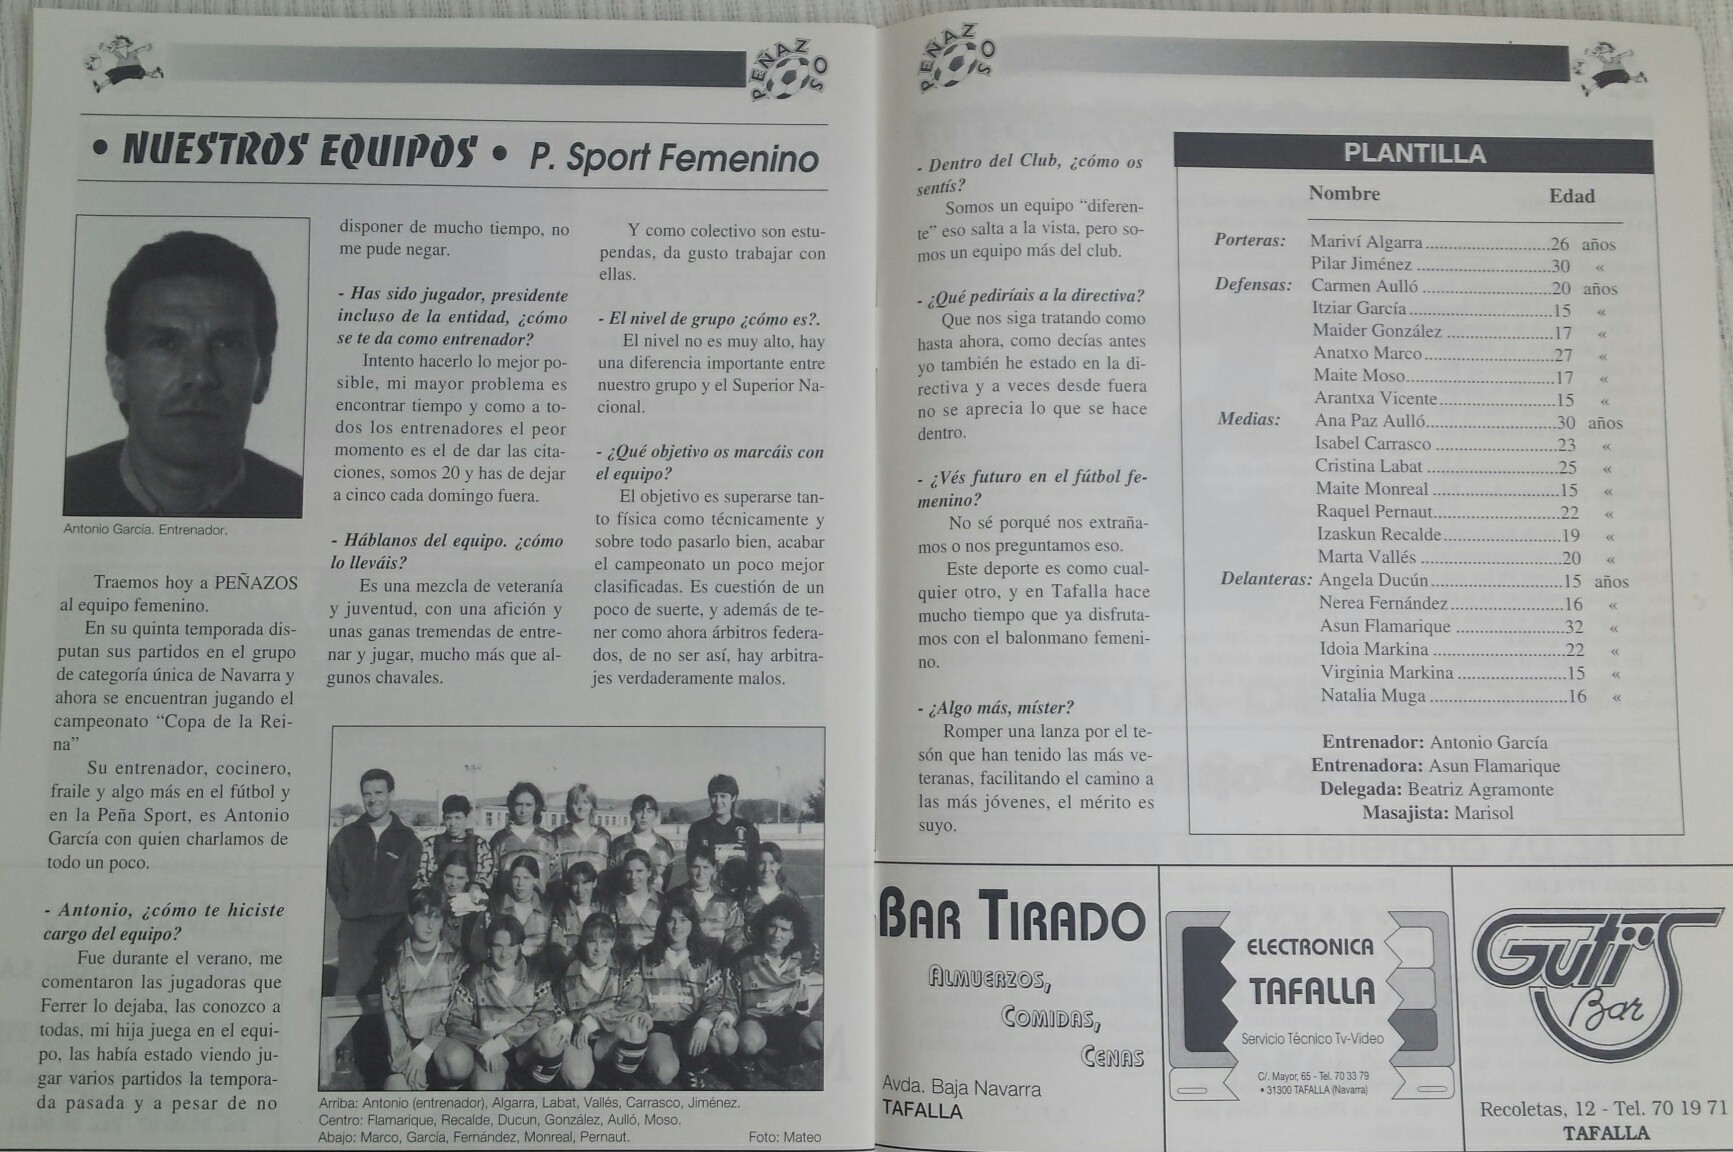 PEÑAZOS
• NUESTROS EQUIPOS • P. Sport Femenino
Antonio García. Entrenador.
Traemos hoy a PEÑAZOS
al equipo femenino.
En su quinta temporada dis-
putan sus partidos en el grupo
de categoría única de Navarra y
ahora se encuentran jugando el
campeonato “Copa de la Rei-
na”
Su entrenador, cocinero,
fraile y algo más en el fútbol y
en la Peña Sport, es Antonio
García con quien charlamos de
todo un poco.
- Antonio, ¿cómo te hiciste
cargo del equipo?
Fue durante el verano, me
comentaron las jugadoras que
Ferrer lo dejaba, las conozco a
todas, mi hija juega en el equi-
po, las había estado viendo ju-
gar varios partidos la tempora-
da pasada y a pesar de no
disponer de mucho tiempo, no
me pude negar.
- Has sido jugador, presidente
incluso de la entidad, ¿cómo
se te da como entrenador?
Intento hacerlo lo mejor po-
sible, mi mayor problema es
encontrar tiempo y como a to-
dos los entrenadores el peor
momento es el de dar las cita-
ciones, somos 20 y has de dejar
a cinco cada domingo fuera.
- Háblanos del equipo. ¿cómo
lo lleváis?
Es una mezcla de veteranía
y juventud, con una afición y
unas ganas tremendas de entre-
nar y jugar, mucho más que al-
gunos chavales.
Y como colectivo son estu-
pendas, da gusto trabajar con
ellas.
- El nivel de grupo ¿cómo es?.
El nivel no es muy alto, hay
una diferencia importante entre
nuestro grupo y el Superior Na-
cional.
- ¿Qué objetivo os marcáis con
el equipo?
El objetivo es superarse tan-
to física como técnicamente y
sobre todo pasarlo bien, acabar
el campeonato un poco mejor
clasificadas. Es cuestión de un
poco de suerte, y además de te-
ner como ahora árbitros federa-
dos, de no ser así, hay arbitra-
jes verdaderamente malos.
Arriba: Antonio (entrenador), Algarra, Labat, Vallés, Carrasco, Jiménez.
Centro: Flamarique, Recalde, Ducun, González, Aulló, Moso.
Abajo: Marco, García, Fernández, Monreal, Pernaut. Foto: Mateo
PEÑAZOS
- Dentro del Club, ¿cómo os
sentís?
Somos un equipo “diferen-
te” eso salta a la vista, pero so-
mos un equipo más del club.
- ¿Qué pediríais a la directiva?
Que nos siga tratando como
hasta ahora, como decías antes
yo también he estado en la di-
rectiva y a veces desde fuera
no se aprecia lo que se hace
dentro.
- ¿Vés futuro en el fútbol fe-
menino?
No sé porqué nos extraña-
mos o nos preguntamos eso.
Este deporte es como cual-
quier otro, y en Tafalla hace
mucho tiempo que ya disfruta-
mos con el balonmano femeni-
no.
- ¿Algo más, míster?
Romper una lanza por el te-
són que han tenido las más ve-
teranas, facilitando el camino a
las más jóvenes, el mérito es
suyo.
PLANTILLA
Nombre Edad
Porteras: Mariví Algarra...........................26 años
Pilar Jiménez ............................30 «
Defensas: Carmen Aulló ..........................20 años
Itziar García..............................15 «
Maider González ......................17 «
Anatxo Marco...........................27 «
Maite Moso...............................17 «
Arantxa Vicente........................15 «
Medias: Ana Paz Aulló...........................30 años
Isabel Carrasco .........................23 «
Cristina Labat ...........................25 «
Maite Monreal ..........................15 «
Raquel Pernaut..........................22 «
Izaskun Recalde........................19 «
Marta Vallés .............................20 «
Delanteras: Angela Ducún...........................15 años
Nerea Fernández........................16 «
Asun Flamarique .......................32 «
Idoia Markina ...........................22 «
Virginia Markina .......................15 «
Natalia Muga .............................16 «
Entrenador: Antonio García
Entrenadora: Asun Flamarique
Delegada: Beatriz Agramonte
Masajista: Marisol
BAR TIRADO
ALMUERZOS,
COMIDAS,
CENAS
Avda. Baja Navarra
TAFALLA
ELECTRONICA
TAFALLA
Servicio Técnico Tv-Video
C/. Mayor, 65 - Tel. 70 33 79
• 31300 TAFALLA (Navarra)
Guti's
Bar
Recoletas, 12 - Tel. 70 19 71
TAFALLA